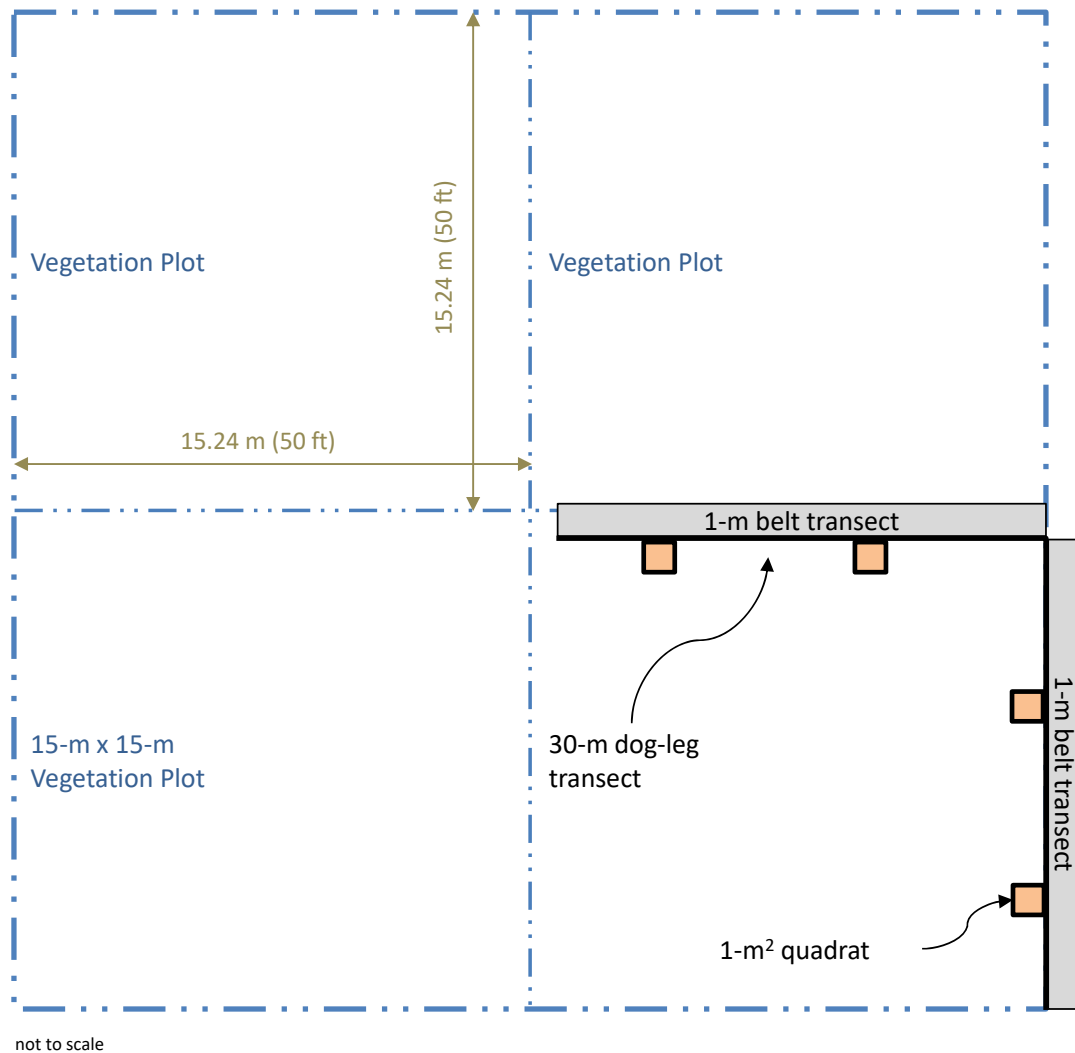 15.24 m (50 ft)
Vegetation Plot
Vegetation Plot
15.24 m (50 ft)
1-m belt transect
1-m belt transect
15-m x 15-m
Vegetation Plot
30-m dog-leg
transect
1-m² quadrat
not to scale